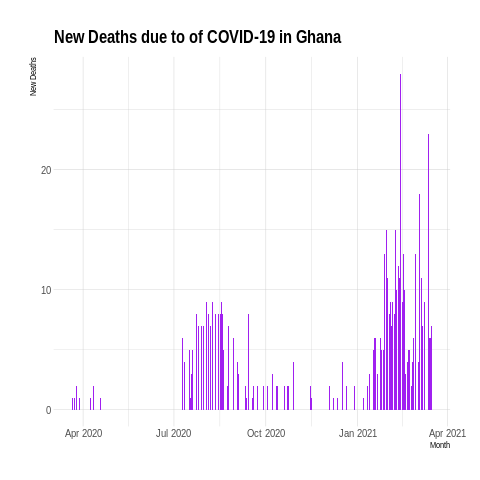 New Deaths due to of COVID-19 in Ghana
New Deaths
20
10
0
Apr 2020 Jul 2020 Oct 2020 Jan 2021 Apr 2021
Month